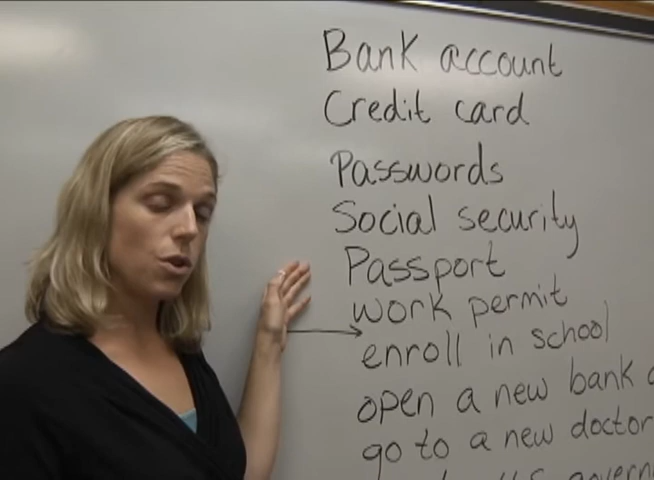 Bank account
Credit card
Passwords
Social security
Passport
work permit
enroll in school
open a new bank
go to a new doctor
U.S.